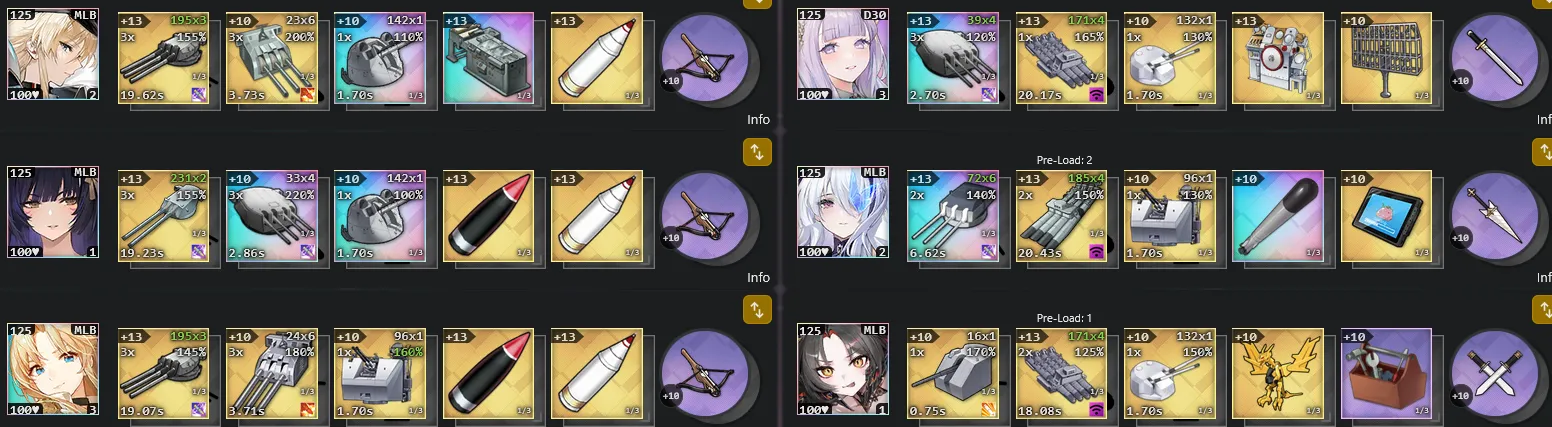 125 MLB
100♥ 2
+13 195x3
3x 155%
1/3
19.62s
+10 23x6
3x 200%
1/3
3.73s
+10 142x1
1x 110%
1/3
1.70s
+13
1/3
+13
1/3
+10
Info
125 D30
100♥ 3
+13 39x4
3x 120%
1/3
2.70s
+13 171x4
1x 165%
1/3
20.17s
+10 132x1
1x 130%
1/3
1.70s
+13
1/3
+10
1/3
+10
Inf
125 MLB
100♥ 1
+13 231x2
3x 155%
1/3
19.23s
+10 33x4
3x 220%
1/3
2.86s
+10 142x1
1x 100%
1/3
1.70s
+13
1/3
+13
1/3
+10
Info
Pre-Load: 2
125 MLB
100♥ 2
+13 72x6
2x 140%
1/3
6.62s
+13 185x4
2x 150%
1/3
20.43s
+10 96x1
1x 130%
1/3
1.70s
+10
1/3
+10
1/3
+10
Inf
125 MLB
100♥ 3
+13 195x3
3x 145%
1/3
19.07s
+10 24x6
3x 180%
1/3
3.71s
+10 96x1
1x 160%
1/3
1.70s
+13
1/3
+13
1/3
+10
Pre-Load: 1
125 MLB
100♥ 1
+10 16x1
1x 170%
1/3
0.75s
+13 171x4
2x 125%
1/3
18.08s
+10 132x1
1x 150%
1/3
1.70s
+10
1/3
+10
1/3
+10